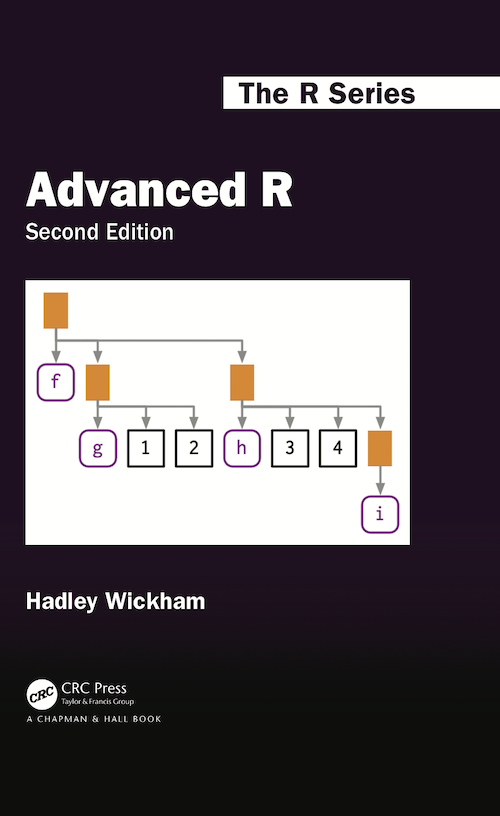 The R Series
Advanced R
Second Edition
f
g 1 2 h 3 4
i
Hadley Wickham
CRC CRC Press
Taylor & Francis Group
A CHAPMAN & HALL BOOK